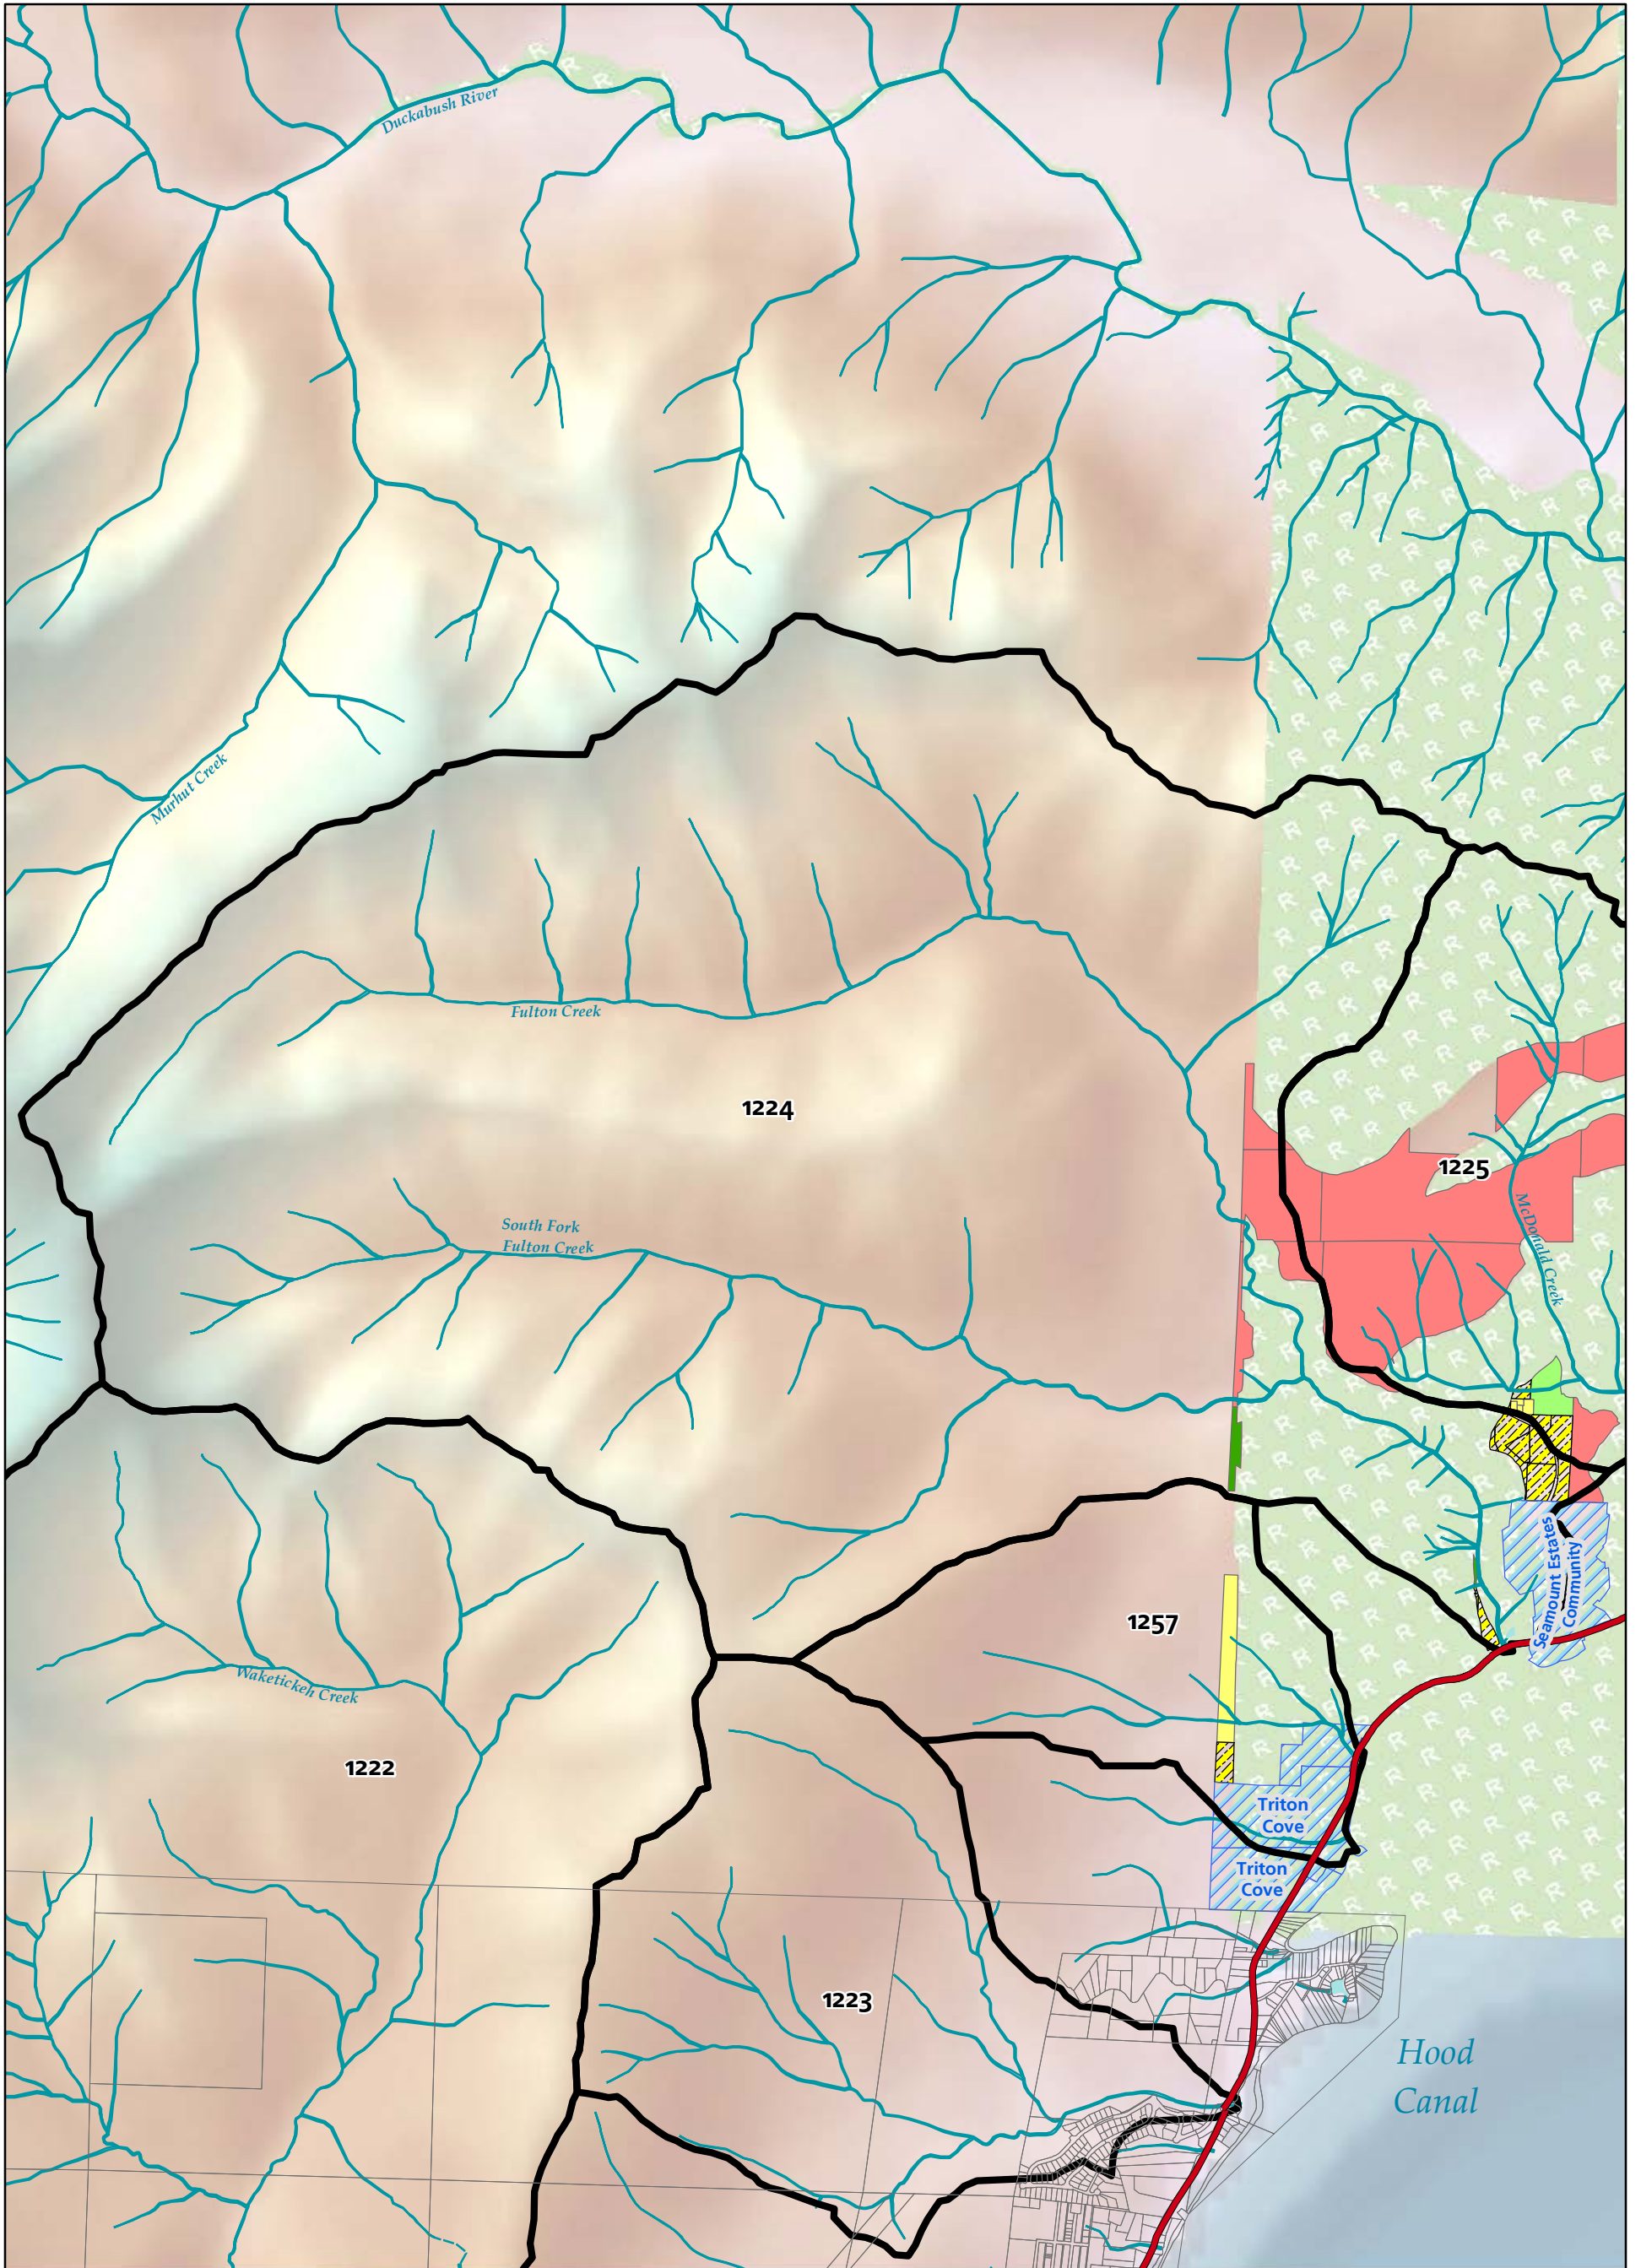 Duckabush River
Murhut Creek
Fulton Creek
1224
1225
McDonald Creek
South Fork
Fulton Creek
Seamount Estates
Community
1257
Waketickeh Creek
1222
Triton
Cove
Triton
Cove
1223
Hood
Canal